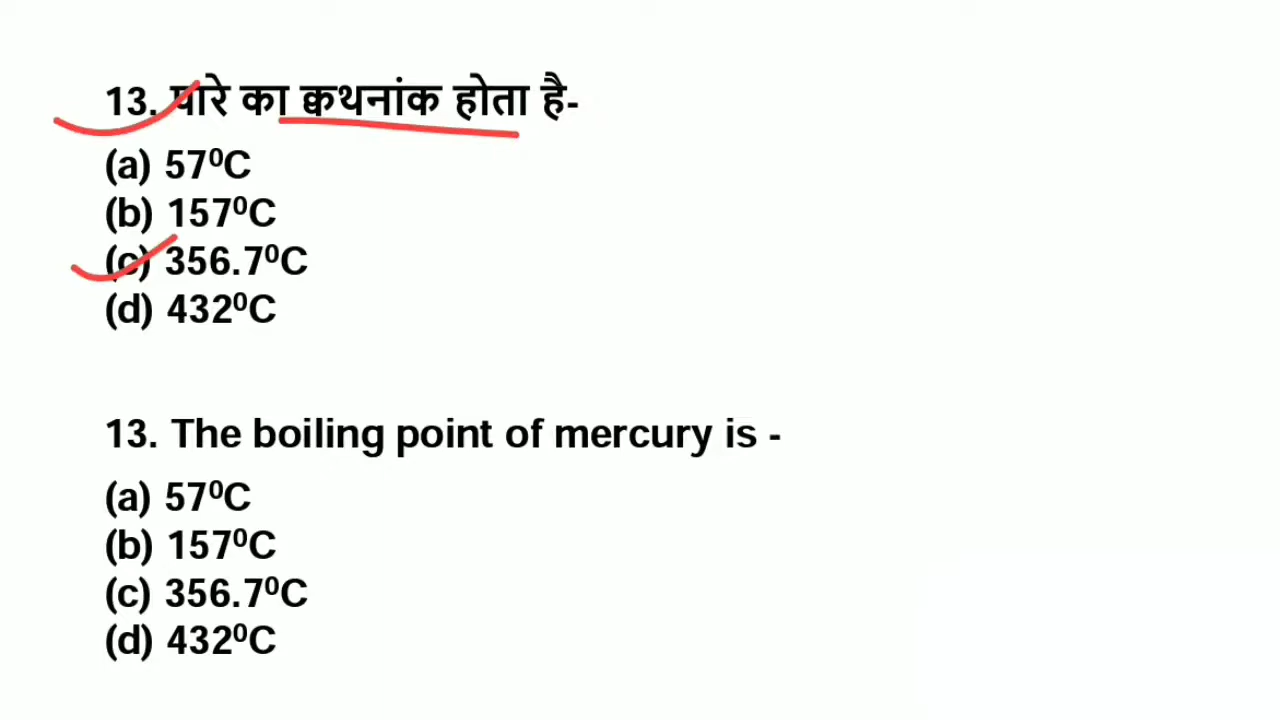 13. पारे का क्वथनांक होता है-
(a) 57⁰C
(b) 157⁰C
(c) 356.7⁰C
(d) 432⁰C
13. The boiling point of mercury is -
(a) 57⁰C
(b) 157⁰C
(c) 356.7⁰C
(d) 432⁰C